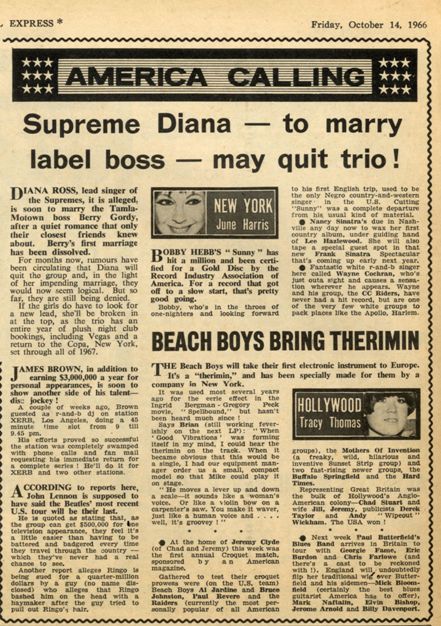 EXPRESS *
Friday, October 14, 1966
AMERICA CALLING
Supreme Diana — to marry
label boss — may quit trio!
DIANA ROSS, lead singer of
the Supremes, it is alleged,
is soon to marry the Tamla-
Motown boss Berry Gordy,
after a quiet romance that only
their closest friends knew
about. Berry's first marriage
has been dissolved.
For months now, rumours have
been circulating that Diana will
quit the group and, in the light
of her impending marriage, they
would now seem logical. But so
far, they are still being denied.
If the girls do have to look for
a new lead, she'll be broken in
at the top, as the trio has an
entire year of plush night club
bookings, including Vegas and a
return to the Copa, New York,
set through all of 1967.
JAMES BROWN, in addition to
earning $3,000,000 a year for
personal appearances, is soon to
show another side of his talent—
disc jockey!
A couple of weeks ago, Brown
guested as r-and-b dj on station
XERB, Los Angeles, doing a 45
minute time slot from 9 till
9.45 pm.
His efforts proved so successful
the station was completely swamped
with phone calls and fan mail
requesting his immediate return for
a complete series! He'll do it for
XERB and two other stations.
ACCORDING to reports here,
John Lennon is supposed to
have said the Beatles' most recent
U.S. tour will be their last.
He is quoted as stating that, as
the group can get $500,000 for one
television appearance, they feel it's
a little easier than having to be
battered and badgered every time
they travel through the country —
which they've never had a real
chance to see.
Another report alleges Ringo is
being sued for a quarter-million
dollars by a guy (no name dis-
closed) who alleges that Ringo
bashed him on the head with a
haymaker after the guy tried to
pull out Ringo's hair.
NEW YORK
June Harris
BOBBY HEBB'S "Sunny" has
hit a million and been certi-
fied for a Gold Disc by the
Record Industry Association of
America. For a record that got
off to a slow start, that's pretty
good going.
Bobby, who's in the throes of
one-nighters and looking forward
to his first English trip, used to be
the only Negro country-and-western
singer in the U.S. Cutting
"Sunny" was a complete departure
from his usual kind of material.
● Nancy Sinatra's due in Nash-
ville any day now to wax her first
country album, under guiding hand
of Lee Hazlewood. She will also
tape a special guest spot in that
new Frank Sinatra Spectacular
that's coming up early next year.
● Fantastic white r-and-b singer
here called Wayne Cochran, who's
just outa sight and causes a sensa-
tion wherever he appears. Wayne
and his group, the CC Riders, have
never had a hit record, but are one
of the very few white groups to
pack places like the Apollo, Harlem.
BEACH BOYS BRING THERIMIN
THE Beach Boys will take their first electronic instrument to Europe.
It's a "therimin," and has been specially made for them by a
company in New York.
It was used most several years
ago for the eerie effect in the
Ingrid Bergman - Gregory Peck
movie, "Spellbound," but hasn't
been heard much since!
Says Brian (still working fever-
ishly on the next LP): "When
'Good Vibrations' was forming
itself in my mind, I could hear the
therimin on the track. When it
became obvious that this would be
a single, I had our equipment man-
ager order us a small, compact
model so that Mike could play it
on stage.
"He moves a lever up and down
a scale—it sounds like a woman's
voice. Or like a violin bow on a
carpenter's saw. You make it waver,
just like a human voice and . . . .
well, it's groovey!"
● At the home of Jeremy Clyde
(of Chad and Jeremy) this week was
the first annual Croquet match,
sponsored by an American
magazine.
Gathered to test their croquet
prowess were (on the U.S. team)
Beach Boys Al Jardine and Bruce
Johnston, Paul Revere and the
Raiders (currently the most per-
sonally popular of all American
HOLLYWOOD
Tracy Thomas
groups), the Mothers Of Invention
(a freaky, wild, hilarious and
inventive Sunset Strip group) and
two fast-rising newer groups, the
Buffalo Springfield and the Hard
Times.
Representing Great Britain was
the bulk of Hollywood's Anglo-
American colony—Chad Stuart and
wife Jill, Jeremy, publicists Derek
Taylor and Andy "Wipeout"
Wickham. The USA won!
● Next week Paul Butterfield's
Blues Band arrives in Britain to
tour with Georgie Fame, Eric
Burdon and Chris Farlowe (and
there's a cast to be reckoned
with!). England will undoubtedly
flip her traditional wig over Butter-
field and his sidemen—Mick Bloom-
field (certainly the best blues
guitarist America has to offer),
Mark Naftalin, Elvin Bishop,
Jerome Arnold and Billy Davenport.